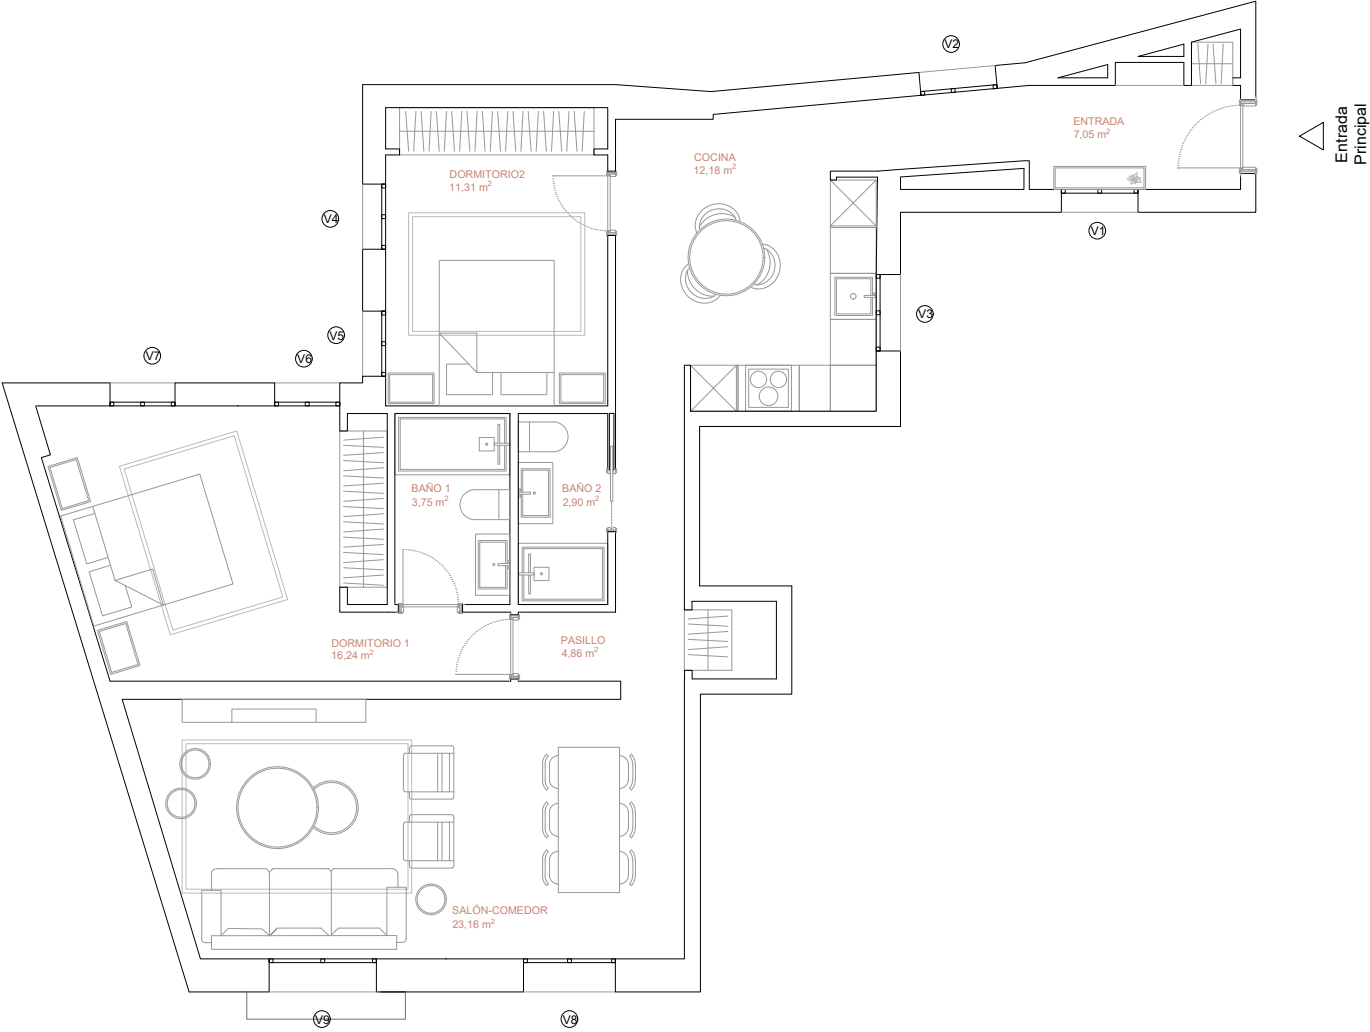 V2
Entrada
Principal
ENTRADA
7,05 m²
COCINA
12,18 m²
DORMITORIO2
11,31 m²
V4
V1
V3
V5
V7
V6
BAÑO 1
3,75 m²
BAÑO 2
2,90 m²
DORMITORIO 1
16,24 m²
PASILLO
4,86 m²
SALÓN-COMEDOR
23,16 m²
V9
V8